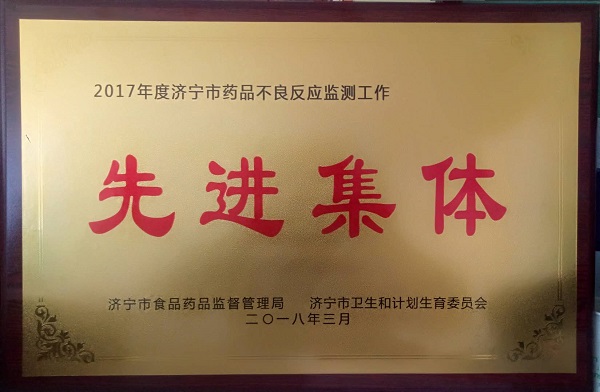 2017年度济宁市药品不良反应监测工作
先进集体
济宁市食品药品监督管理局 济宁市卫生和计划生育委员会
二〇一八年三月